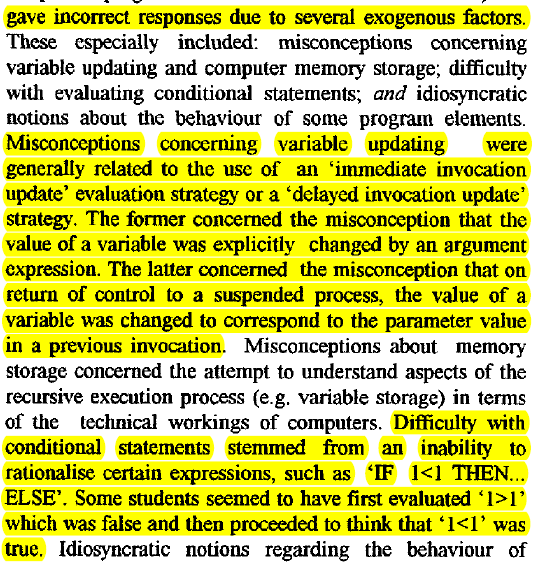 gave incorrect responses due to several exogenous factors.
These especially included: misconceptions concerning
variable updating and computer memory storage; difficulty
with evaluating conditional statements; and idiosyncratic
notions about the behaviour of some program elements.
Misconceptions concerning variable updating were
generally related to the use of an ‘immediate invocation
update’ evaluation strategy or a ‘delayed invocation update’
strategy. The former concerned the misconception that the
value of a variable was explicitly changed by an argument
expression. The latter concerned the misconception that on
return of control to a suspended process, the value of a
variable was changed to correspond to the parameter value
in a previous invocation. Misconceptions about memory
storage concerned the attempt to understand aspects of the
recursive execution process (e.g. variable storage) in terms
of the technical workings of computers. Difficulty with
conditional statements stemmed from an inability to
rationalise certain expressions, such as ‘IF 1<1 THEN...
ELSE’. Some students seemed to have first evaluated ‘1>1’
which was false and then proceeded to think that ‘1<1’ was
true. Idiosyncratic notions regarding the behaviour of